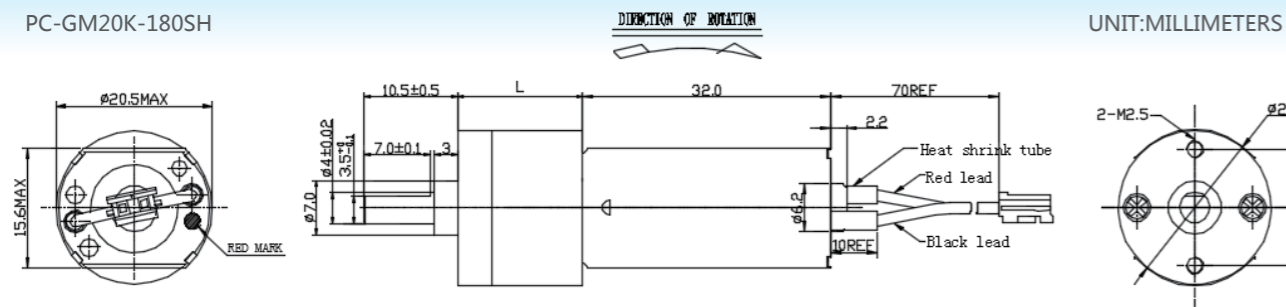 PC-GM20K-180SH
DIRECTION OF ROTATION
UNIT:MILLIMETERS
ø20.5MAX
15.6MAX
RED MARK
10.5±0.5
L
32.0
70REF
2.2
7.0±0.1
3
ø4±0.02
3.5
ø7.0
ø6.2
10REF
Heat shrink tube
Red lead
Black lead
2-M2.5